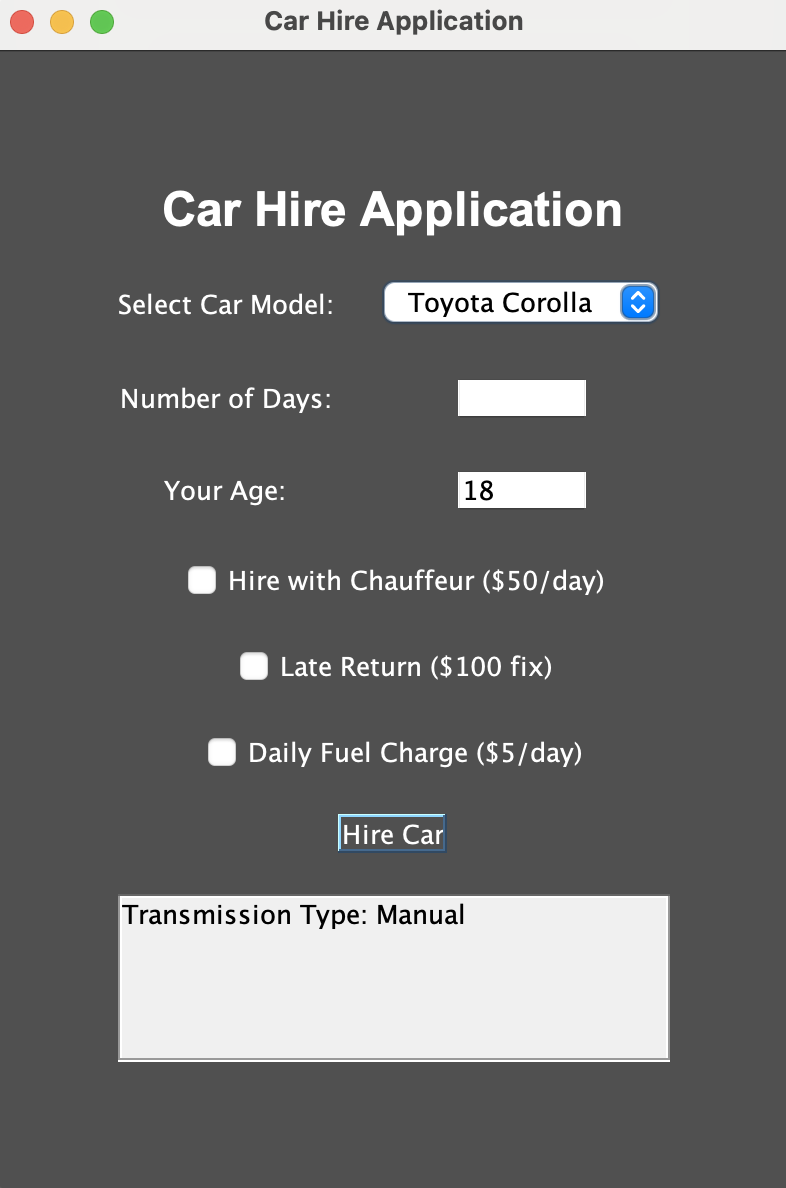 Car Hire Application
Car Hire Application
Select Car Model: Toyota Corolla
Number of Days:
Your Age: 18
Hire with Chauffeur ($50/day)
Late Return ($100 fix)
Daily Fuel Charge ($5/day)
Hire Car
Transmission Type: Manual